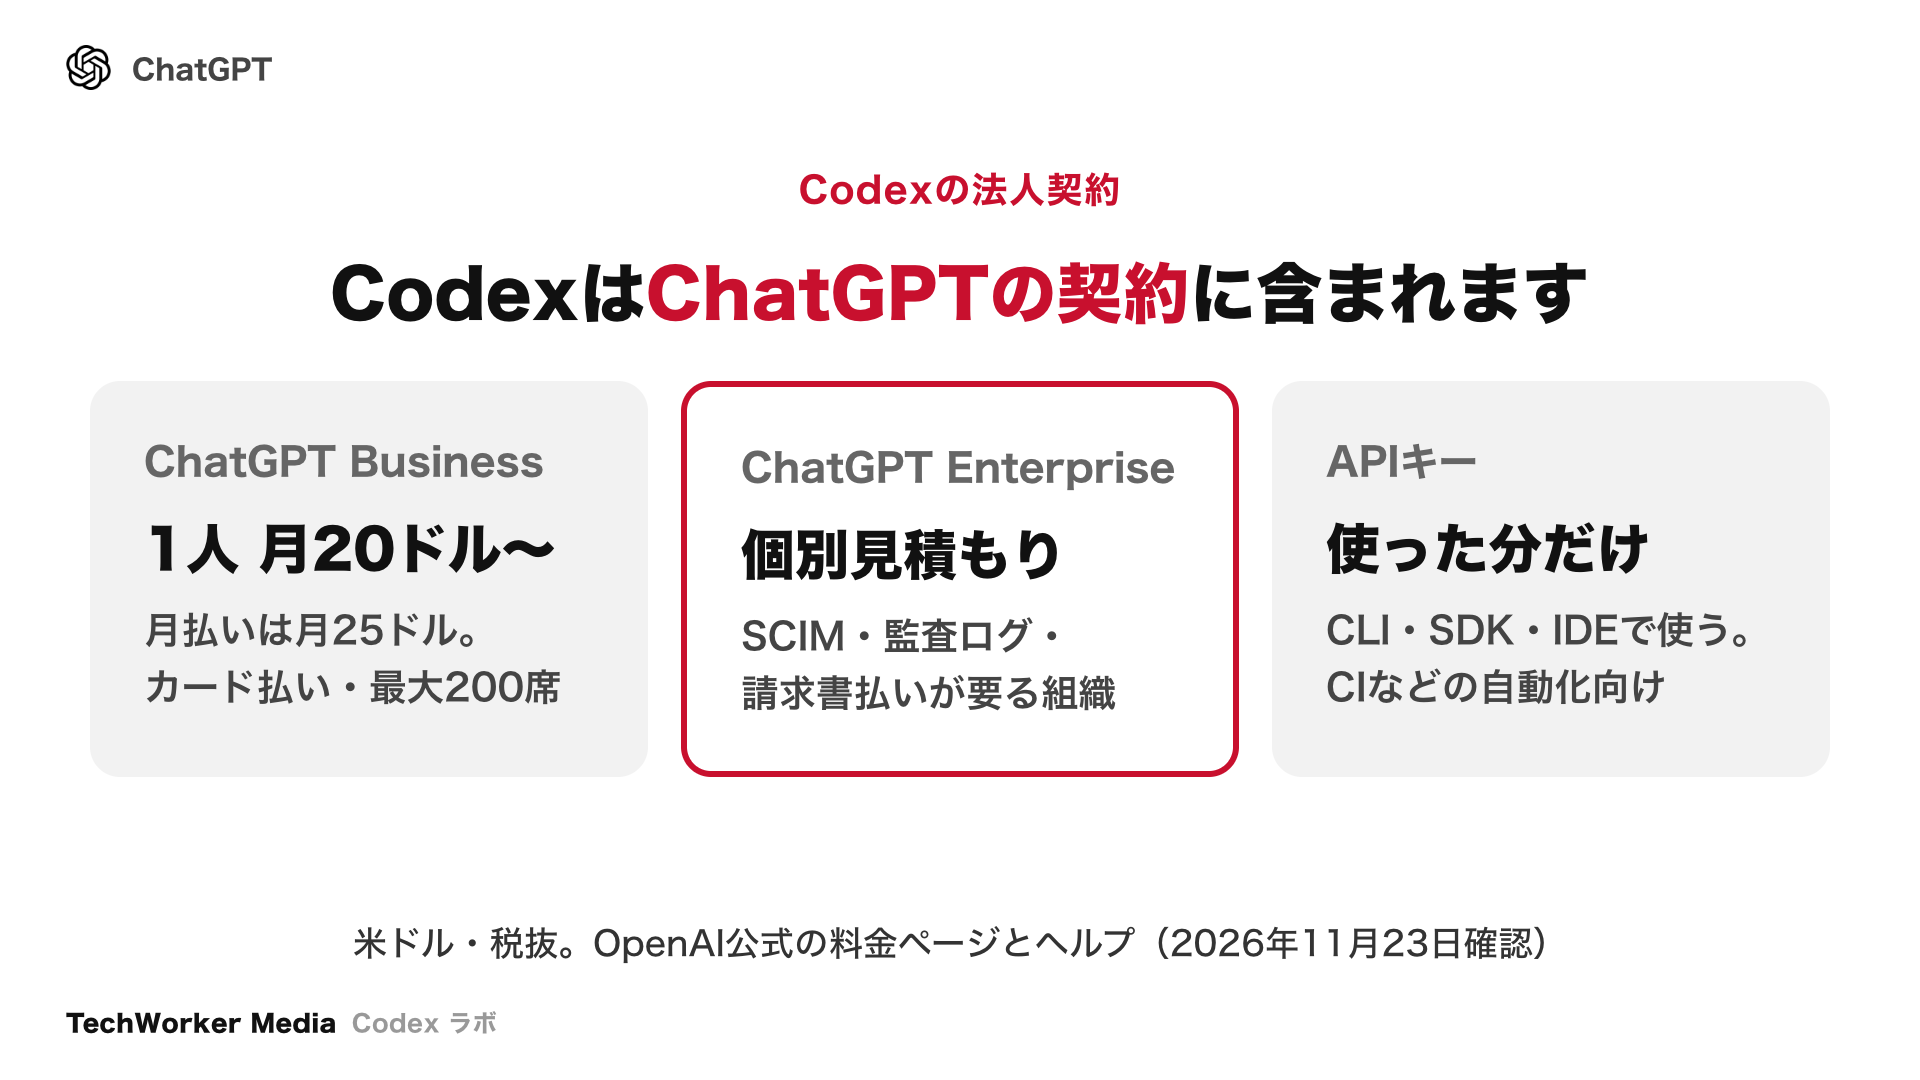 ChatGPT
Codexの法人契約
CodexはChatGPTの契約に含まれます
ChatGPT Business
1人 月20ドル〜
月払いは月25ドル。
カード払い・最大200席
ChatGPT Enterprise
個別見積もり
SCIM・監査ログ・
請求書払いが要る組織
APIキー
使った分だけ
CLI・SDK・IDEで使う。
CIなどの自動化向け
米ドル・税抜。OpenAI公式の料金ページとヘルプ（2026年11月23日確認）
TechWorker Media Codex ラボ